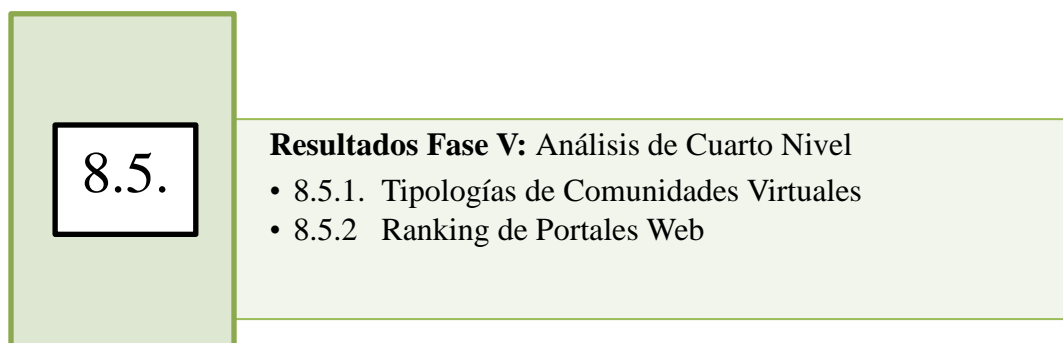 8.5.
Resultados Fase V: Análisis de Cuarto Nivel
• 8.5.1. Tipologías de Comunidades Virtuales
• 8.5.2 Ranking de Portales Web